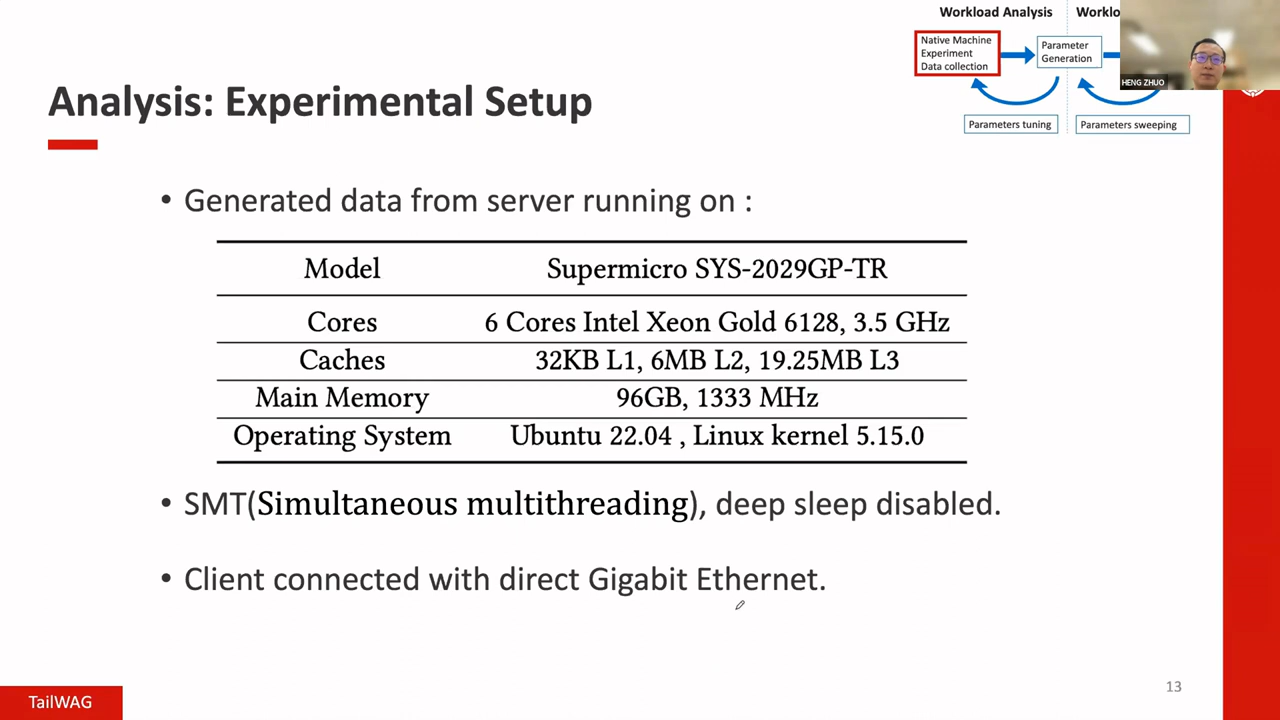 Workload Analysis
Native Machine
Experiment
Data collection
Parameter
Generation
Parameters tuning
Parameters sweeping
HENG ZHUO
Analysis: Experimental Setup
• Generated data from server running on :
Model Supermicro SYS-2029GP-TR
Cores 6 Cores Intel Xeon Gold 6128, 3.5 GHz
Caches 32KB L1, 6MB L2, 19.25MB L3
Main Memory 96GB, 1333 MHz
Operating System Ubuntu 22.04 , Linux kernel 5.15.0
• SMT(Simultaneous multithreading), deep sleep disabled.
• Client connected with direct Gigabit Ethernet.
13
TailWAG